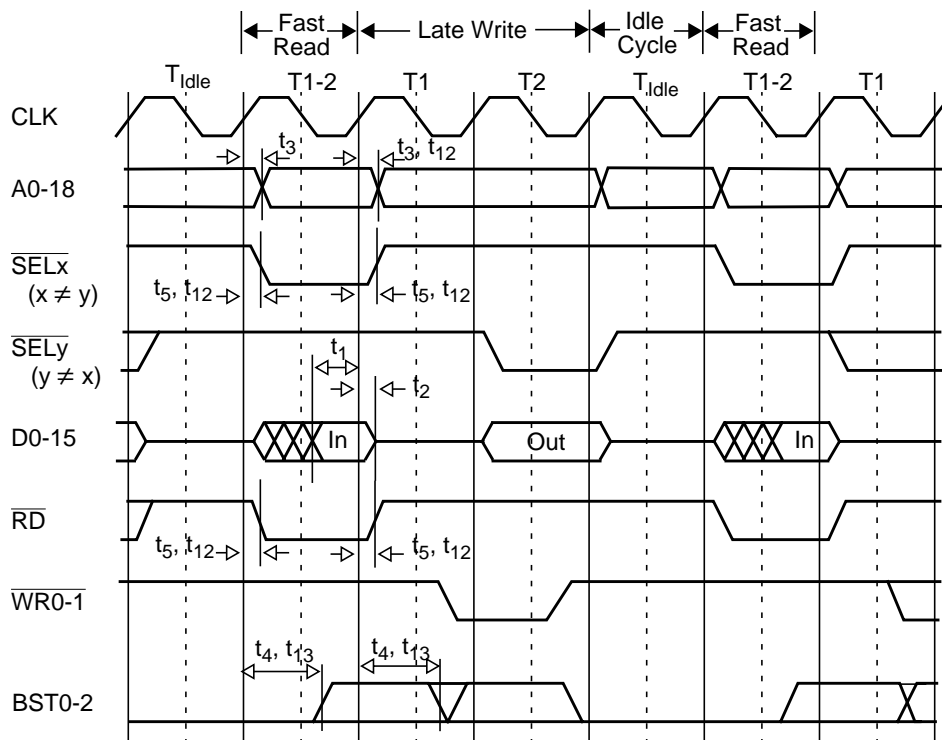 Fast Read
Late Write
Idle Cycle
Fast Read
T_Idle
T1-2
T1
T2
T_Idle
T1-2
T1
CLK
t3
t3, t12
A0-18
SELx
(x ≠ y)
t5, t12
t5, t12
SELy
(y ≠ x)
t1
t2
D0-15
In
Out
In
RD
t5, t12
t5, t12
WR0-1
t4, t13
t4, t13
BST0-2